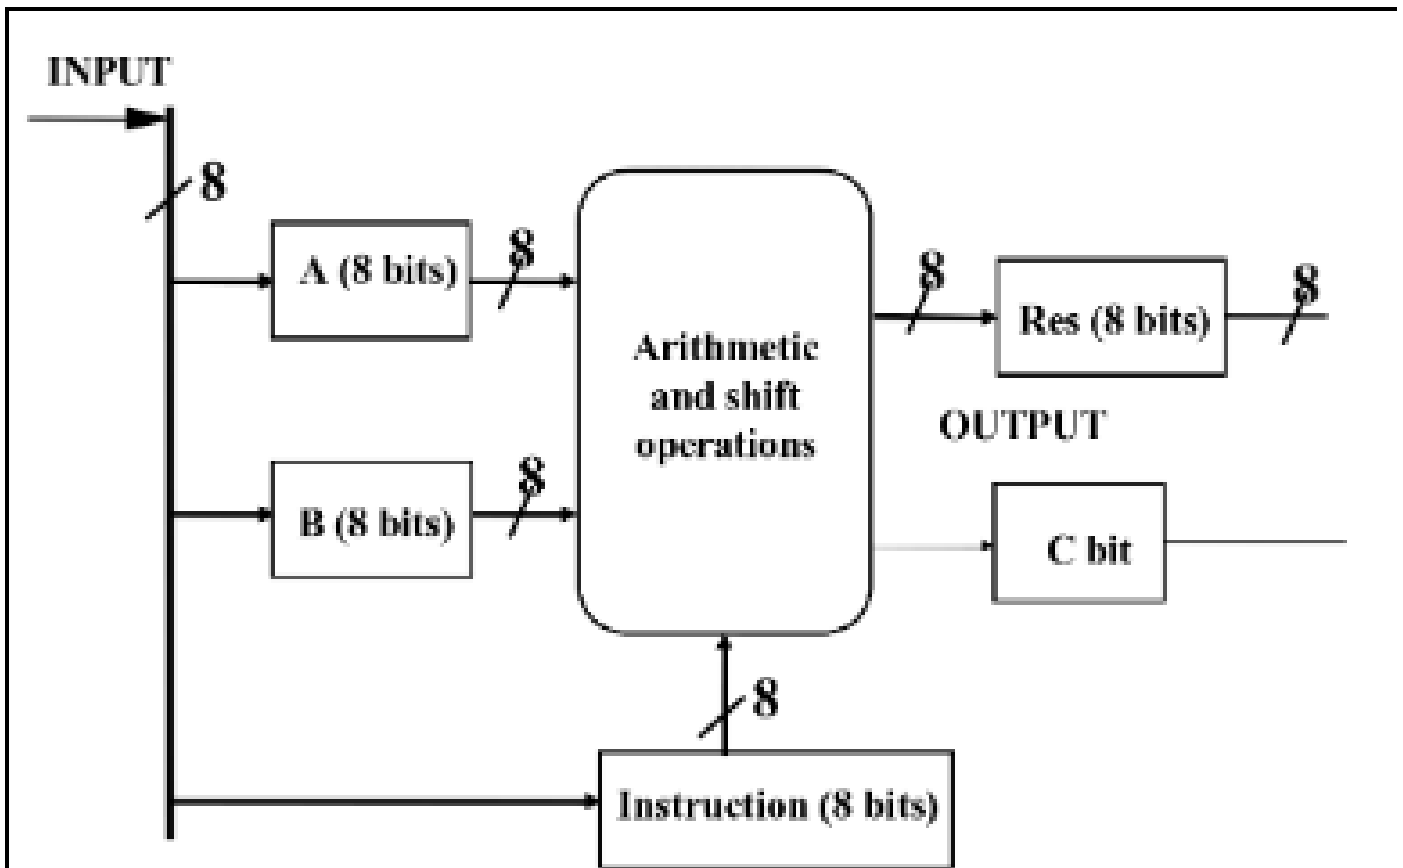 INPUT
8
A (8 bits)
8
8
Res (8 bits)
8
Arithmetic
and shift
operations
OUTPUT
B (8 bits)
8
C bit
8
Instruction (8 bits)